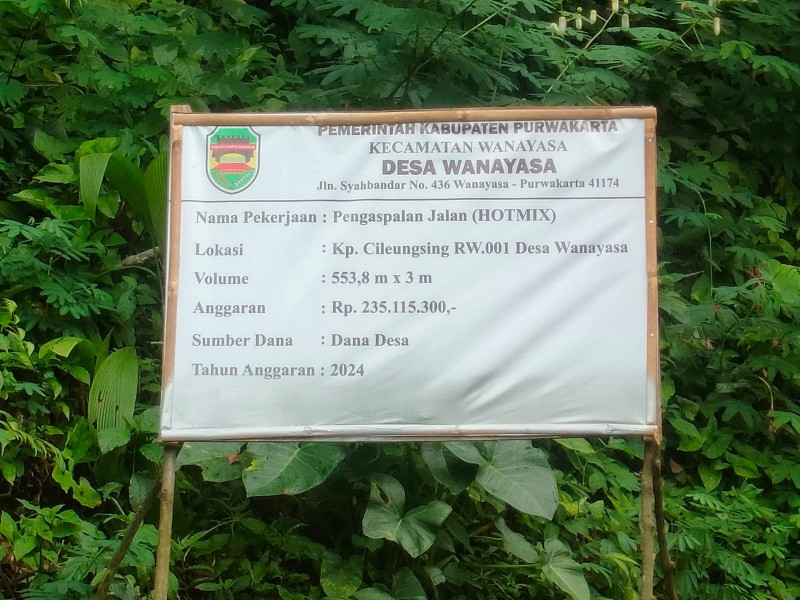 PEMERINTAH KABUPATEN PURWAKARTA
KECAMATAN WANAYASA
DESA WANAYASA
Jln. Syahbandar No. 436 Wanayasa - Purwakarta 41174
Nama Pekerjaan : Pengaspalan Jalan (HOTMIX)
Lokasi : Kp. Cileungsing RW.001 Desa Wanayasa
Volume : 553,8 m x 3 m
Anggaran : Rp. 235.115.300,-
Sumber Dana : Dana Desa
Tahun Anggaran : 2024